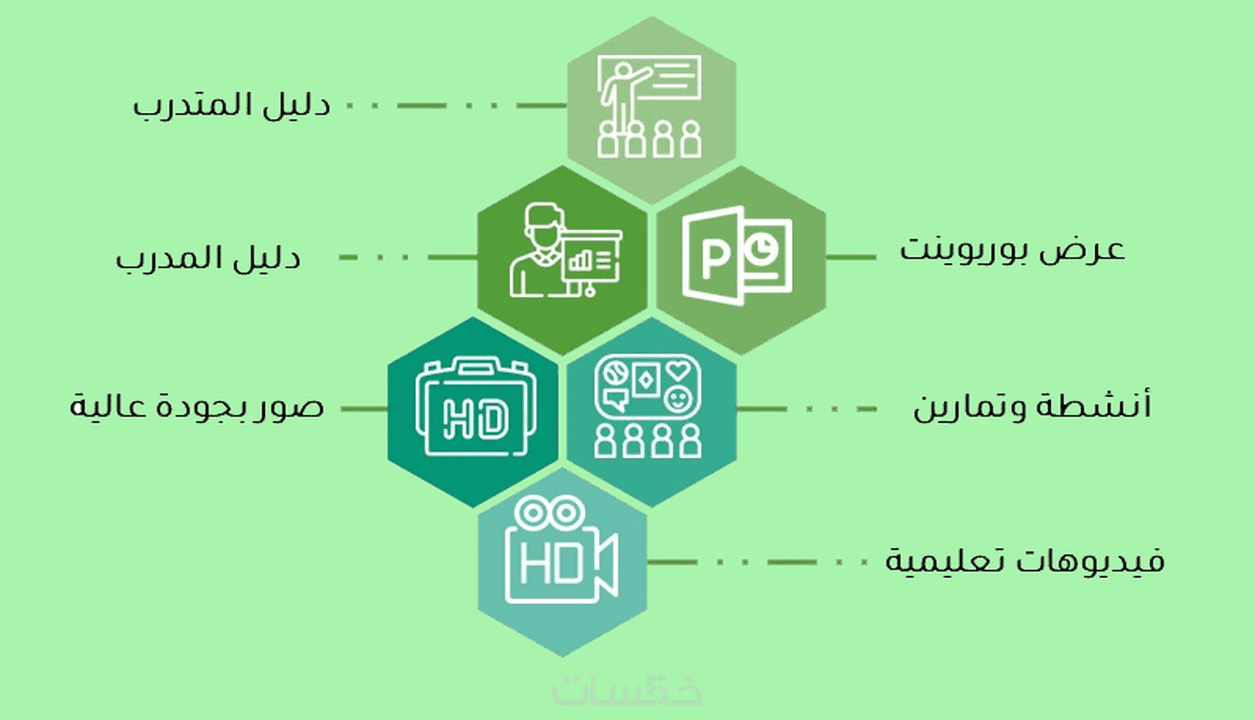 دليل المتدرب
عرض بوربوينت
P
دليل المدرب
أنشطة وتمارين
HD
صور بجودة عالية
فيديوهات تعليمية
HD
خمسات